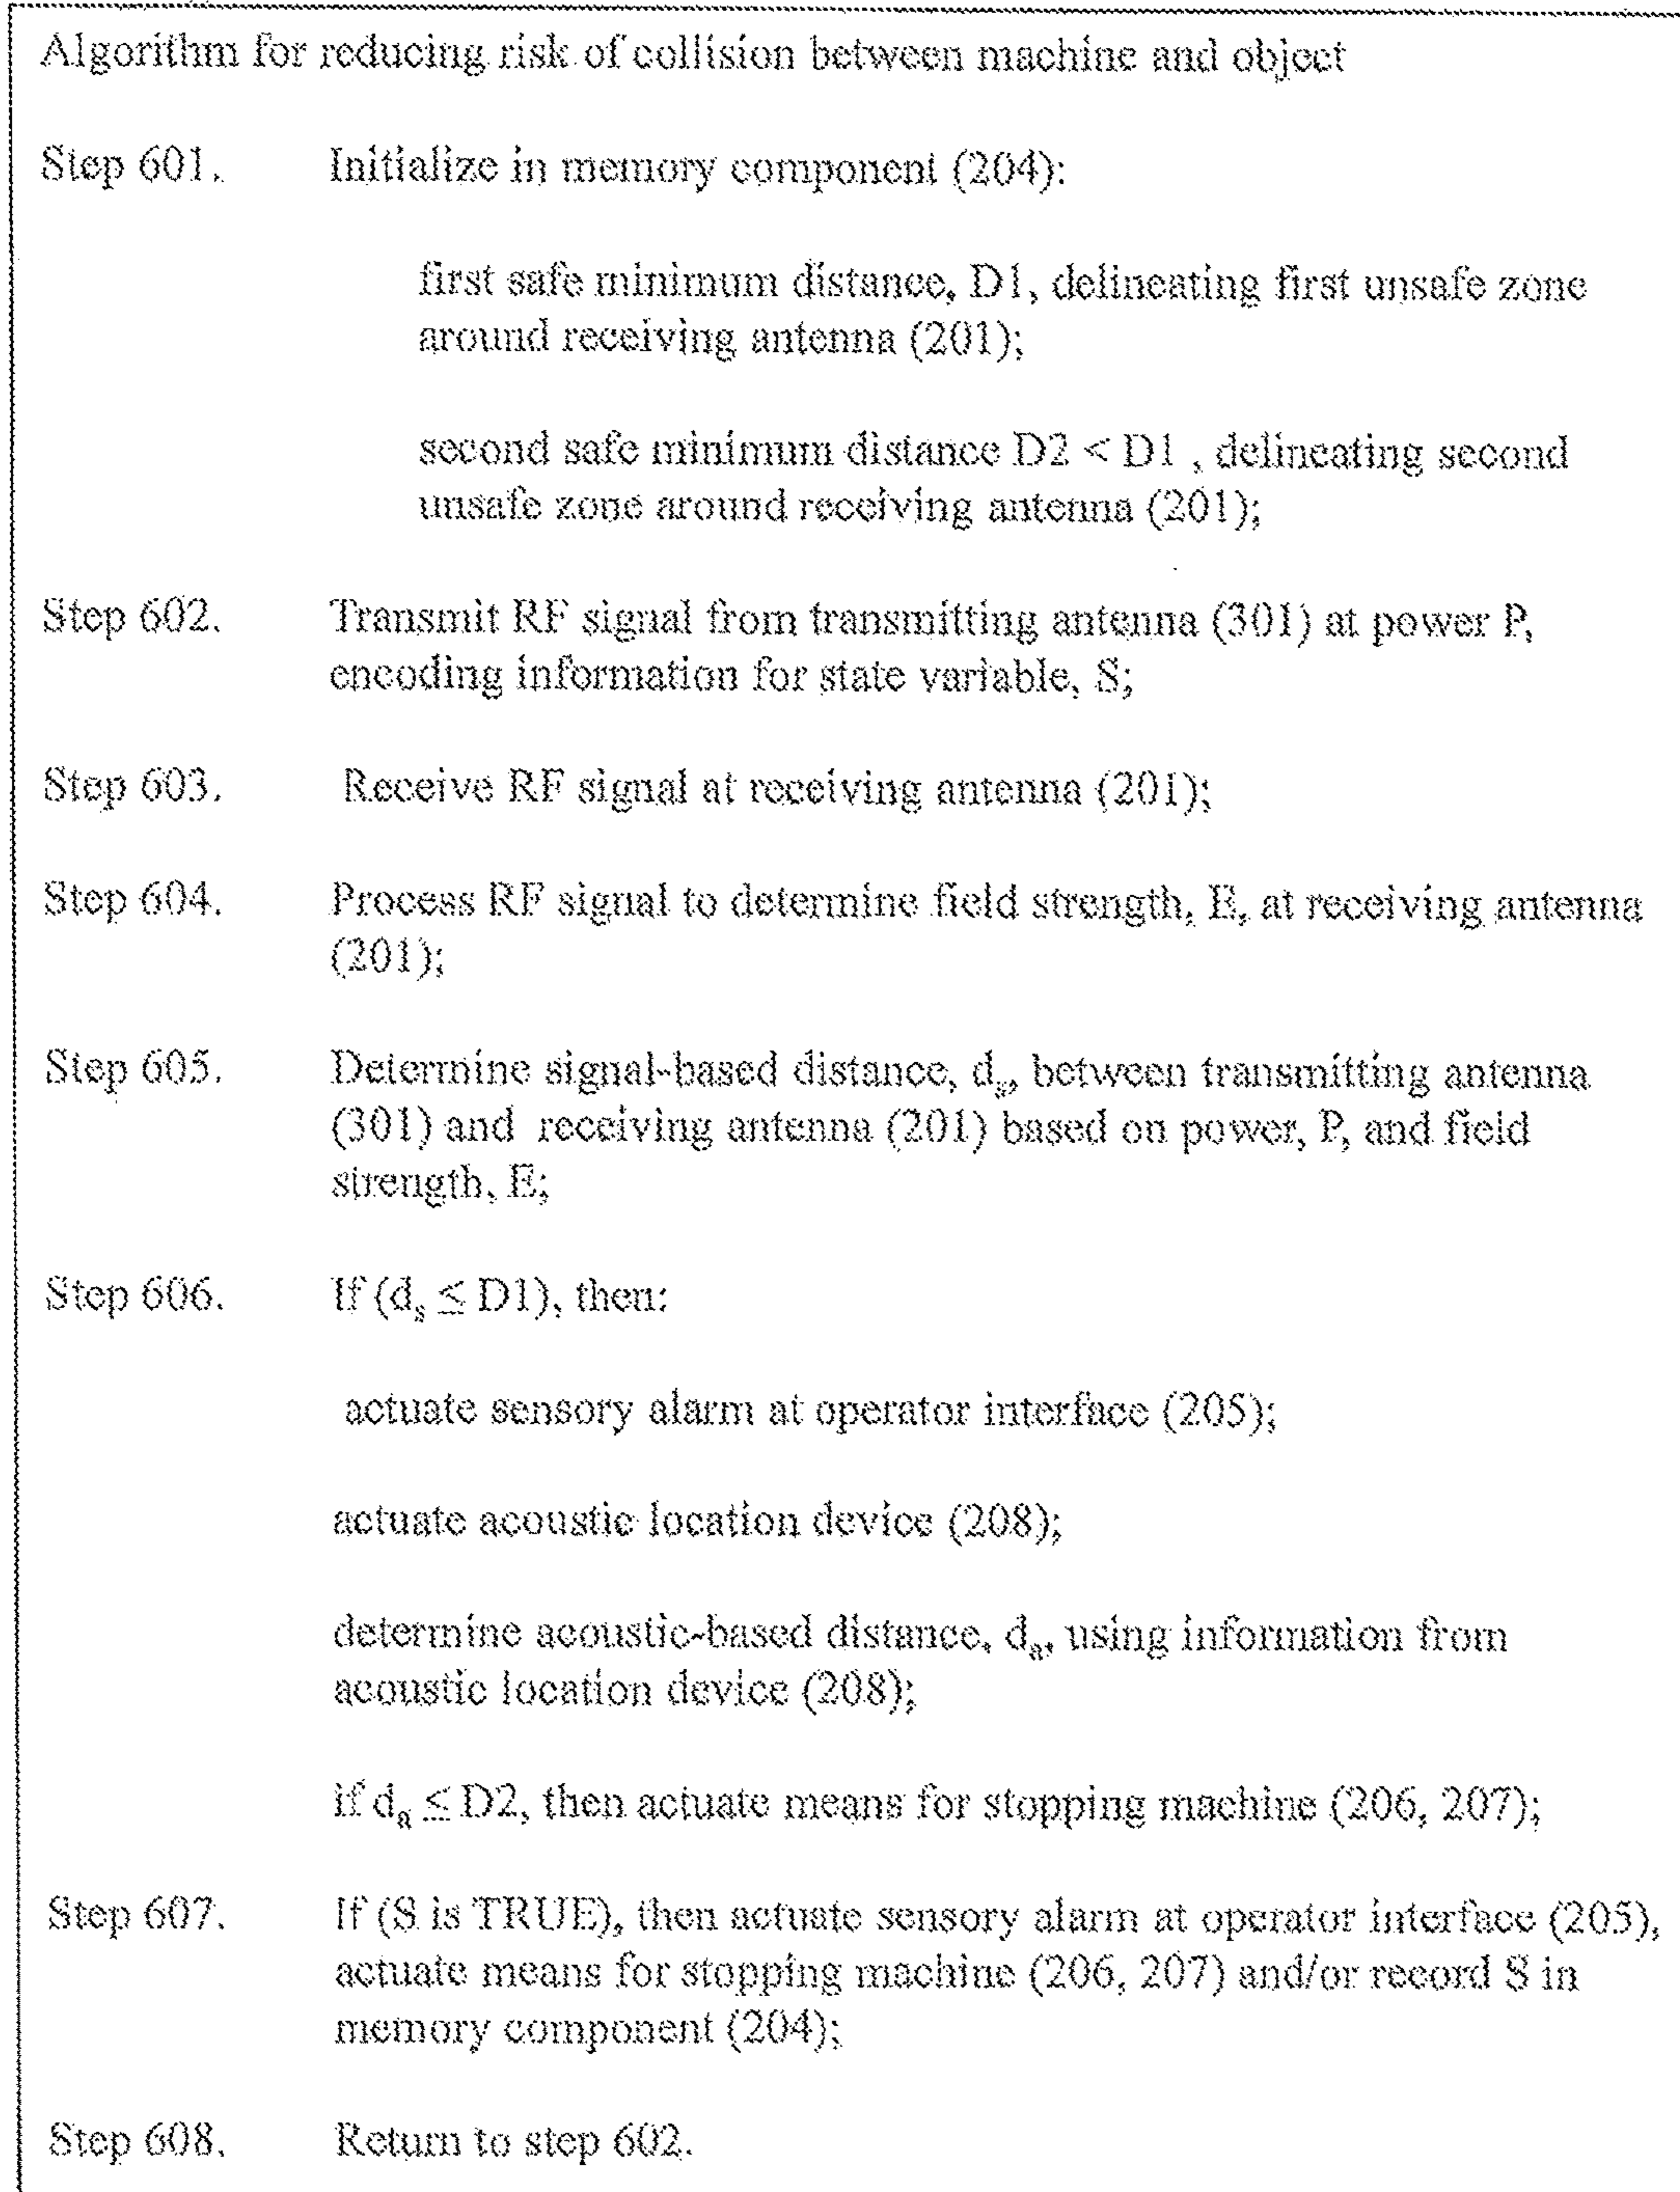 Algorithm for reducing risk of collision between machine and object
Step 601. Initialize in memory component (204):
first safe minimum distance, D1, delineating first unsafe zone
around receiving antenna (201);
second safe minimum distance D2 < D1 , delineating second
unsafe zone around receiving antenna (201);
Step 602. Transmit RF signal from transmitting antenna (301) at power P,
encoding information for state variable, S;
Step 603. Receive RF signal at receiving antenna (201);
Step 604. Process RF signal to determine field strength, E, at receiving antenna
(201);
Step 605. Determine signal-based distance, dₛ, between transmitting antenna
(301) and receiving antenna (201) based on power, P, and field
strength, E;
Step 606. If (dₛ ≤ D1), then:
actuate sensory alarm at operator interface (205);
actuate acoustic location device (208);
determine acoustic-based distance, dₐ, using information from
acoustic location device (208);
if dₐ ≤ D2, then actuate means for stopping machine (206, 207);
Step 607. If (S is TRUE), then actuate sensory alarm at operator interface (205),
actuate means for stopping machine (206, 207) and/or record S in
memory component (204);
Step 608. Return to step 602.